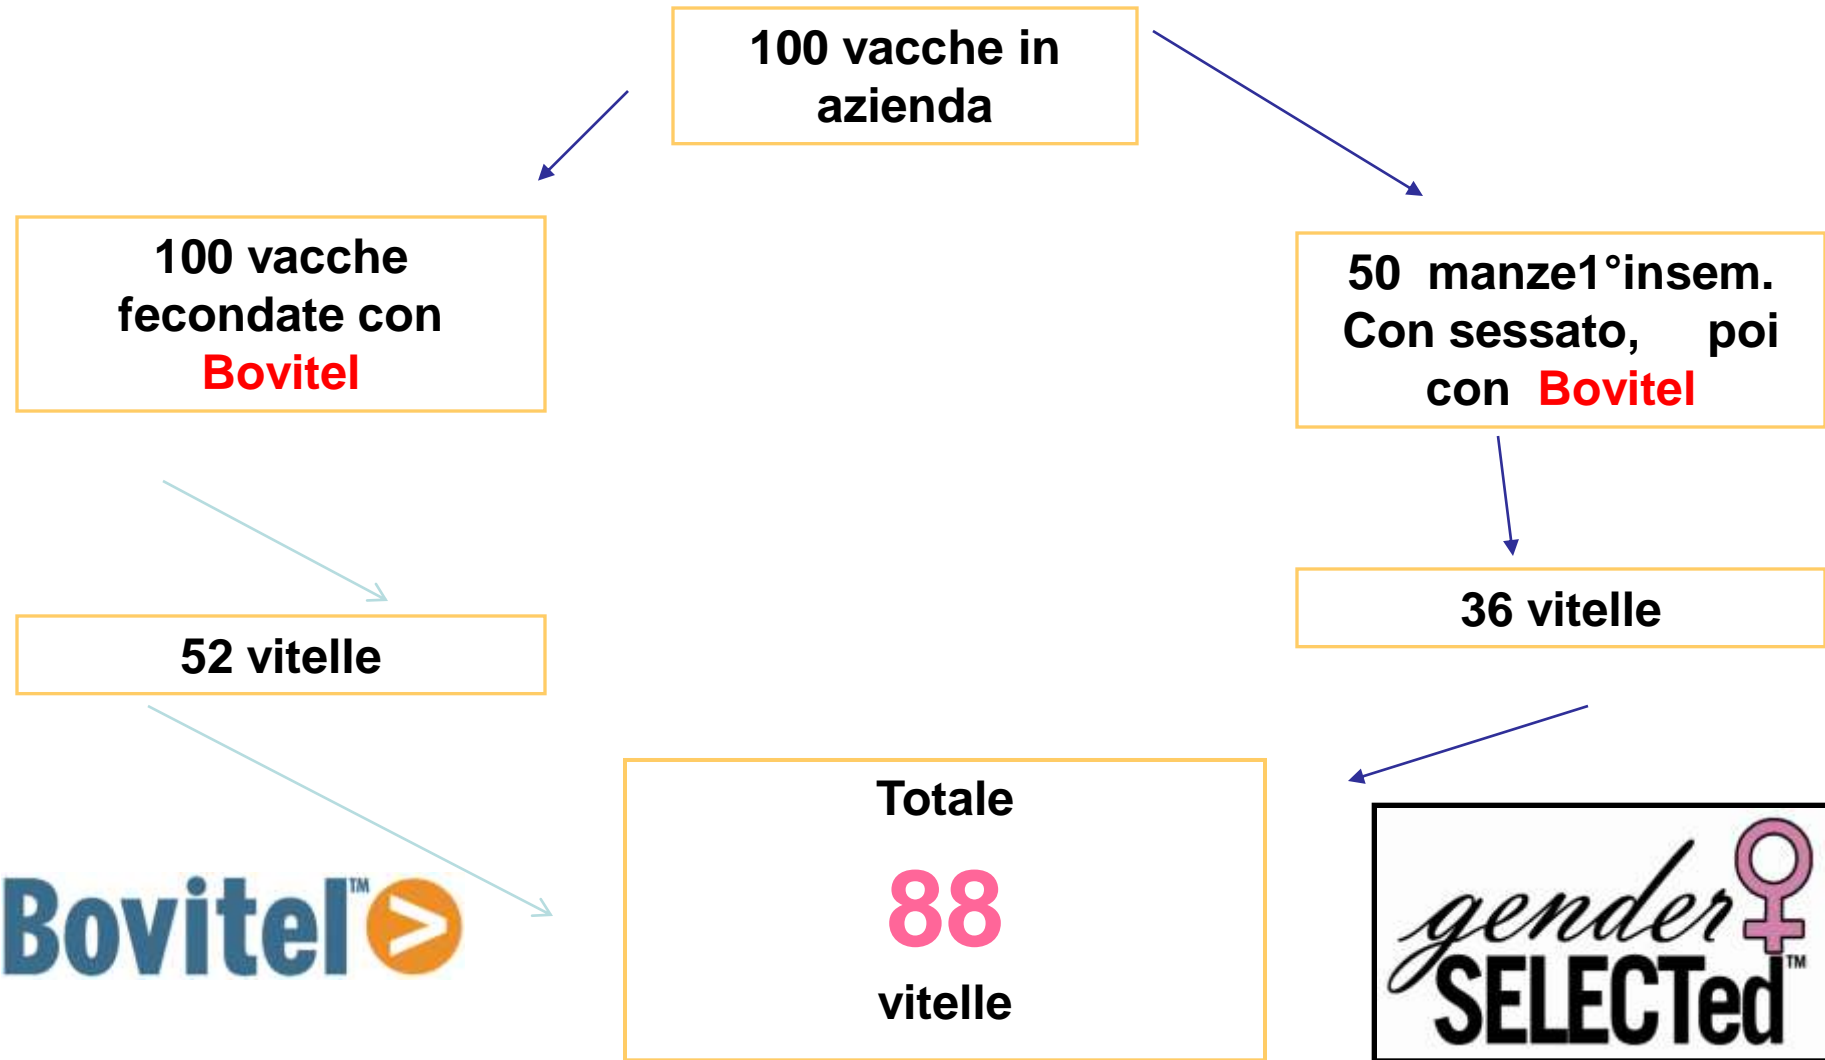 100 vacche in
azienda
100 vacche
fecondate con
Bovitel
50 manze1°insem.
Con sessato, poi
con Bovitel
52 vitelle
36 vitelle
Totale
88
vitelle
Bovitel™
gender
SELECTed™